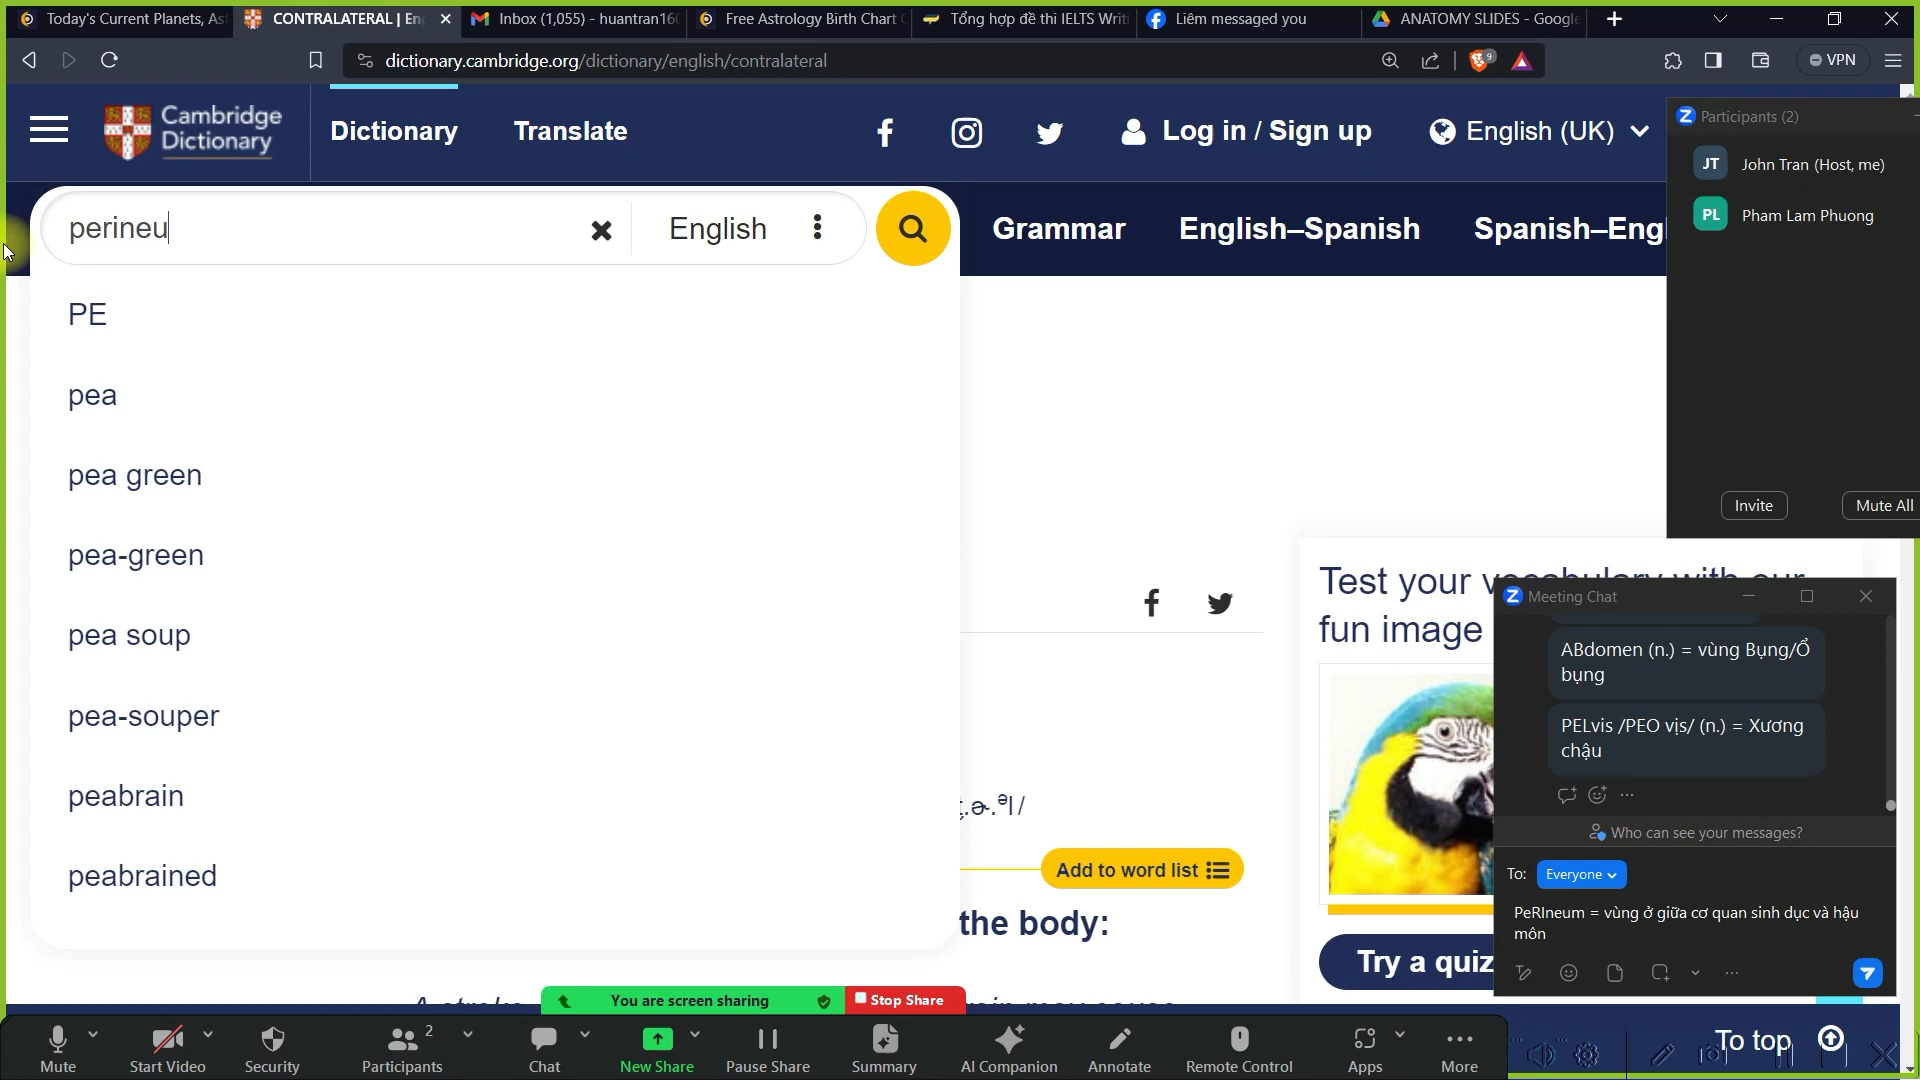 Today's Current Planets, As
CONTRALATERAL | En
Inbox (1,055) - huantran16
Free Astrology Birth Chart
Tổng hợp đề thi IELTS Writ
Liêm messaged you
ANATOMY SLIDES - Google
dictionary.cambridge.org/dictionary/english/contralateral
9
VPN
Cambridge
Dictionary
Dictionary
Translate
Log in / Sign up
English (UK)
Participants (2)
JT John Tran (Host, me)
PL Pham Lam Phuong
Invite
Mute All
perineu
English
Grammar
English–Spanish
Spanish–Engl
PE
pea
pea green
pea-green
pea soup
pea-souper
peabrain
peabrained
the body:
Add to word list
Test your vocabulary with our
fun image
Try a quiz
Meeting Chat
ABdomen (n.) = vùng Bụng/Ổ
bụng
PELvis /PEO vịs/ (n.) = Xương
chậu
Who can see your messages?
To: Everyone
PeRIneum = vùng ở giữa cơ quan sinh dục và hậu
môn
You are screen sharing
Stop Share
Mute
Start Video
Security
Participants
2
Chat
New Share
Pause Share
Summary
AI Companion
Annotate
Remote Control
Apps
More
To top